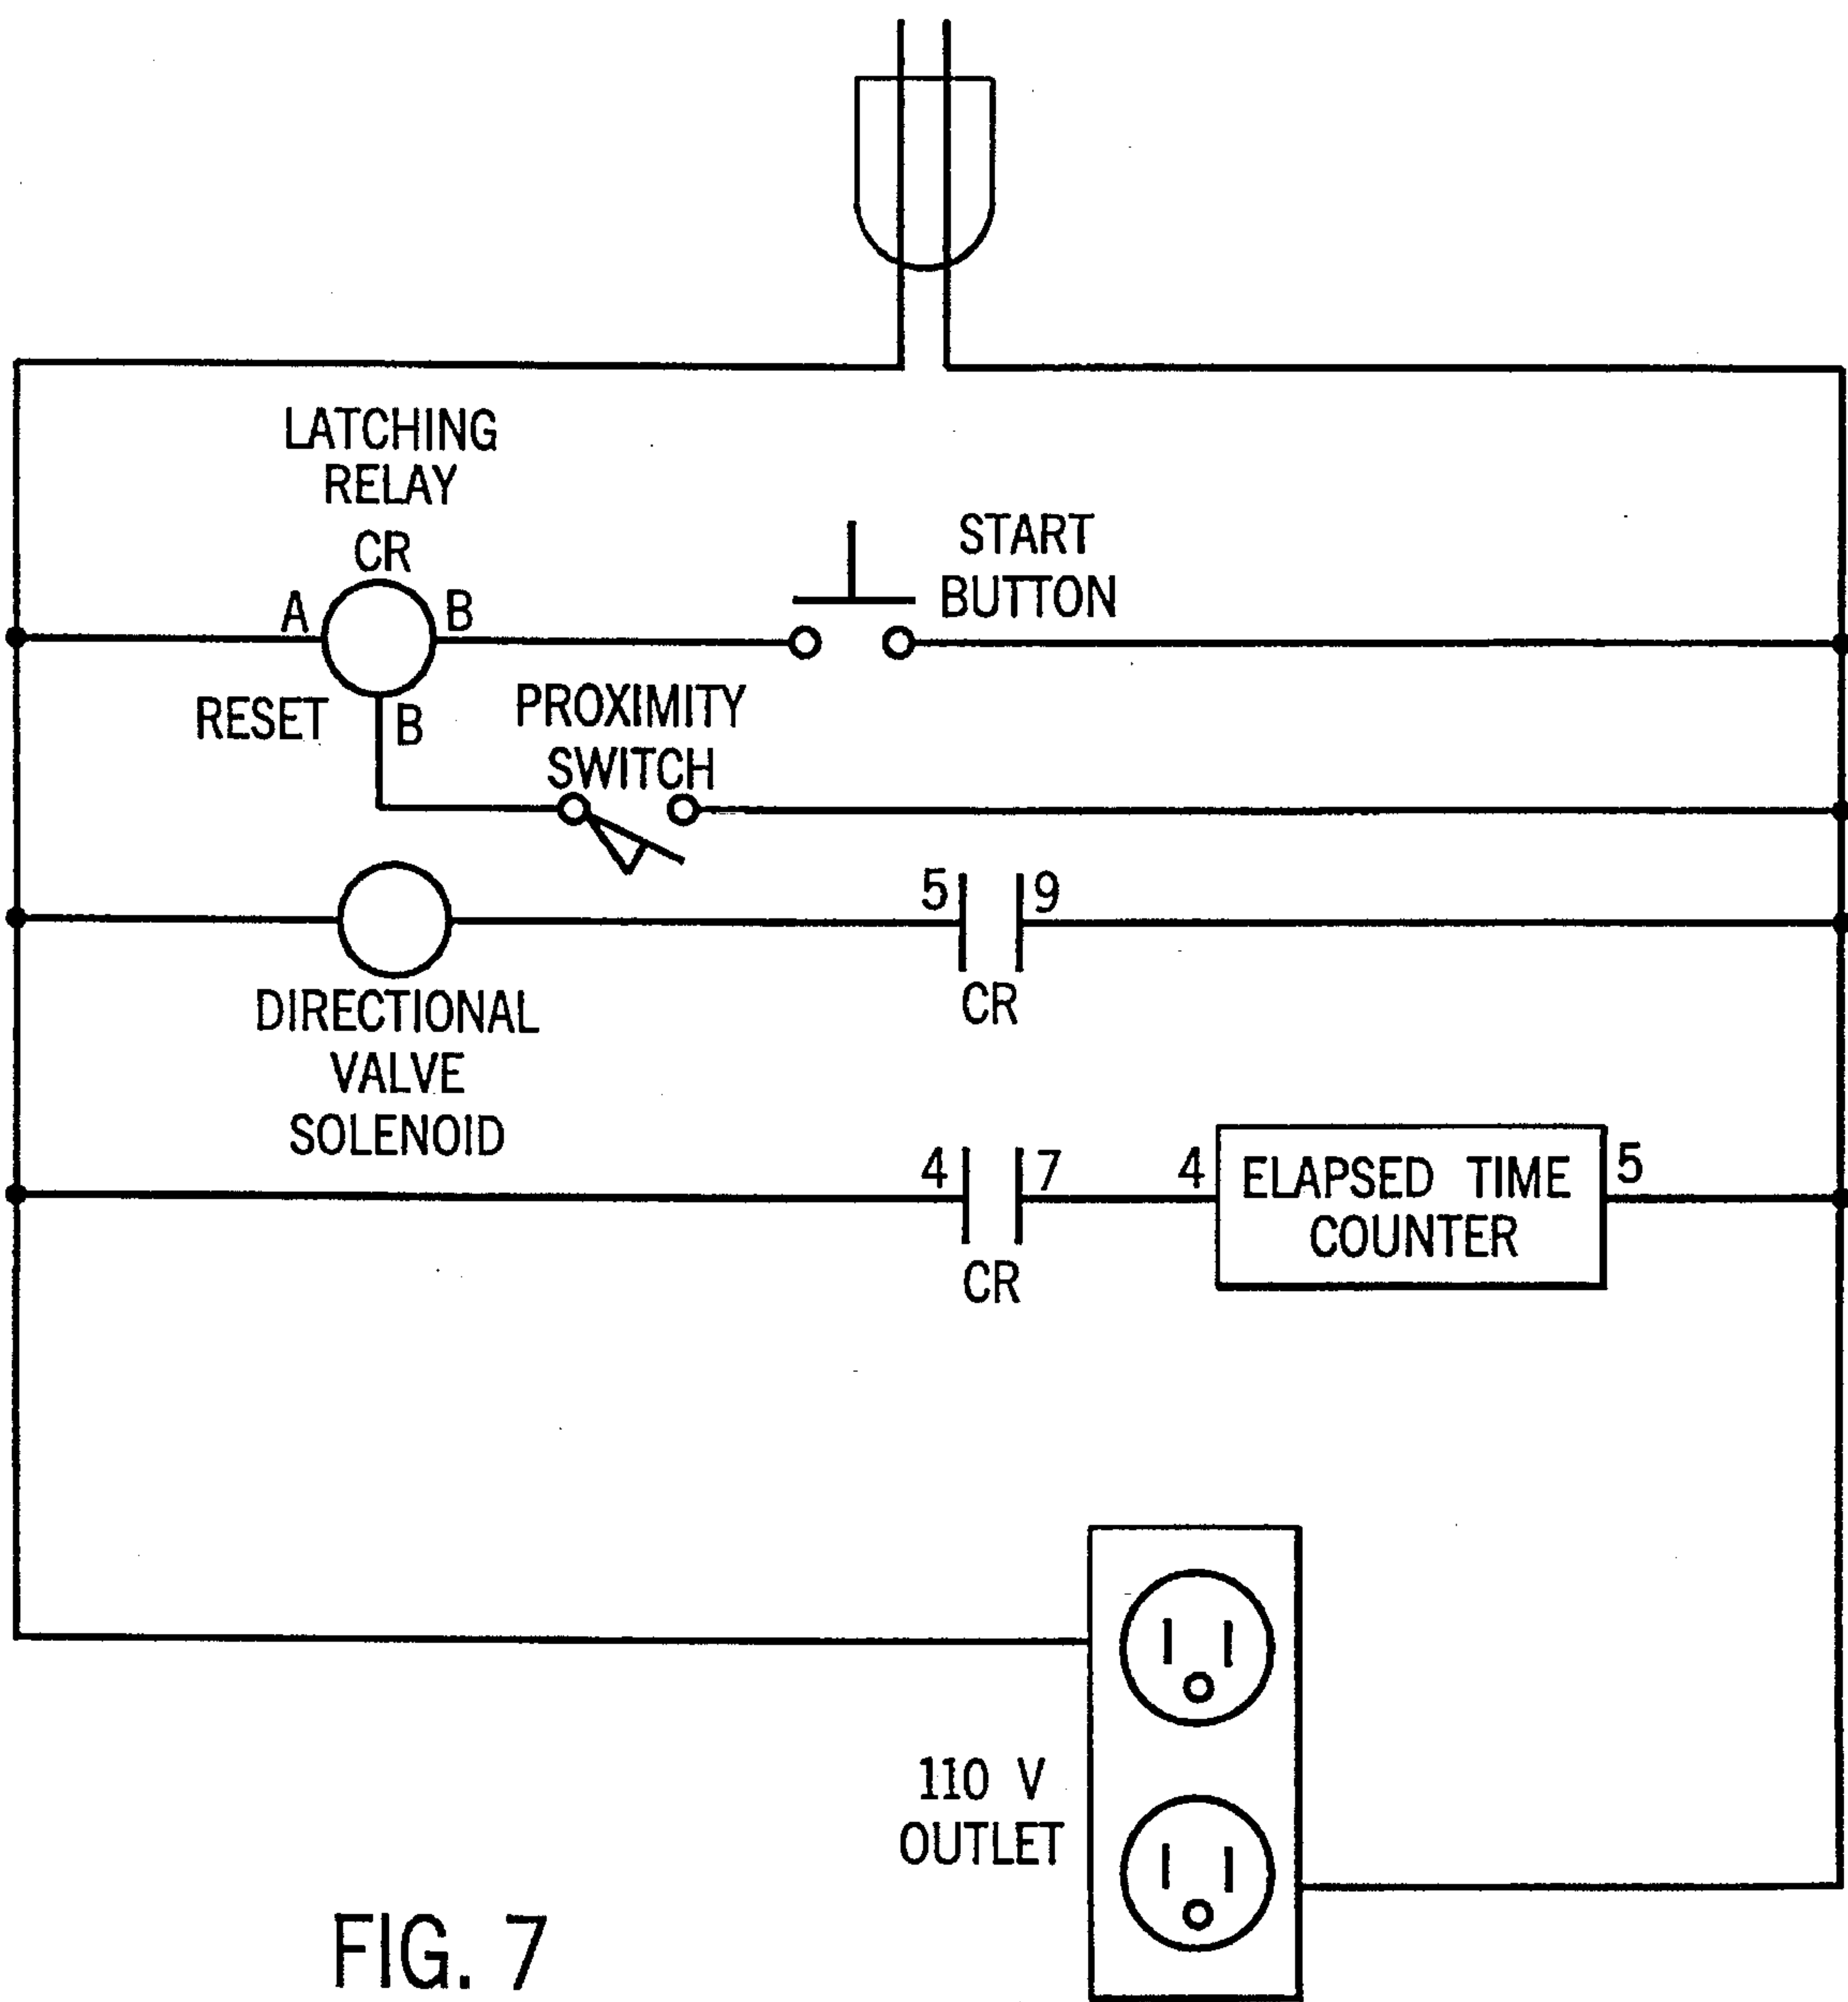 LATCHING
RELAY
CR
A
B
START
BUTTON
RESET
B
PROXIMITY
SWITCH
5
9
CR
DIRECTIONAL
VALVE
SOLENOID
4
7
CR
4
ELAPSED TIME
COUNTER
5
110 V
OUTLET
FIG. 7